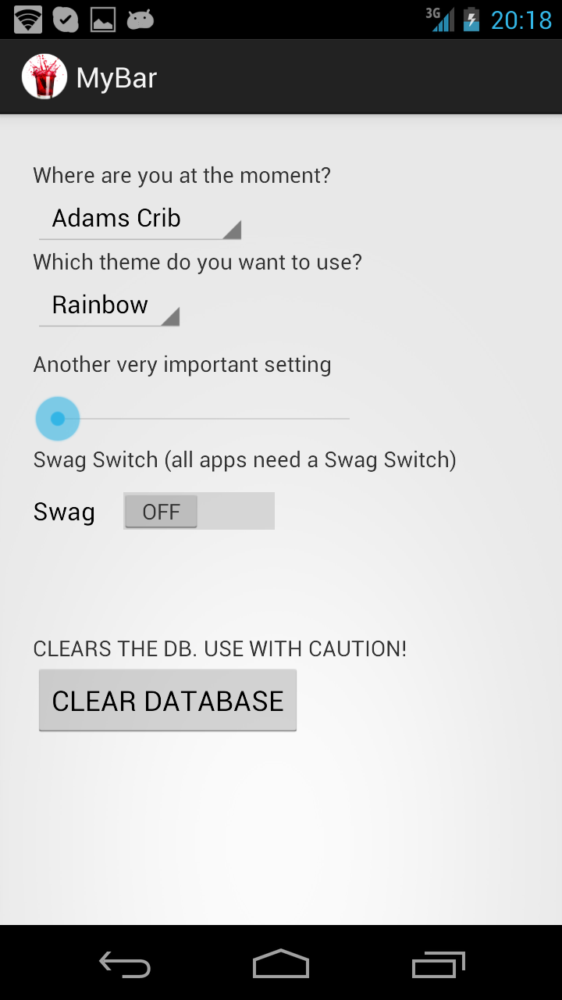 3G 20:18
MyBar
Where are you at the moment?
Adams Crib
Which theme do you want to use?
Rainbow
Another very important setting
Swag Switch (all apps need a Swag Switch)
Swag OFF
CLEARS THE DB. USE WITH CAUTION!
CLEAR DATABASE